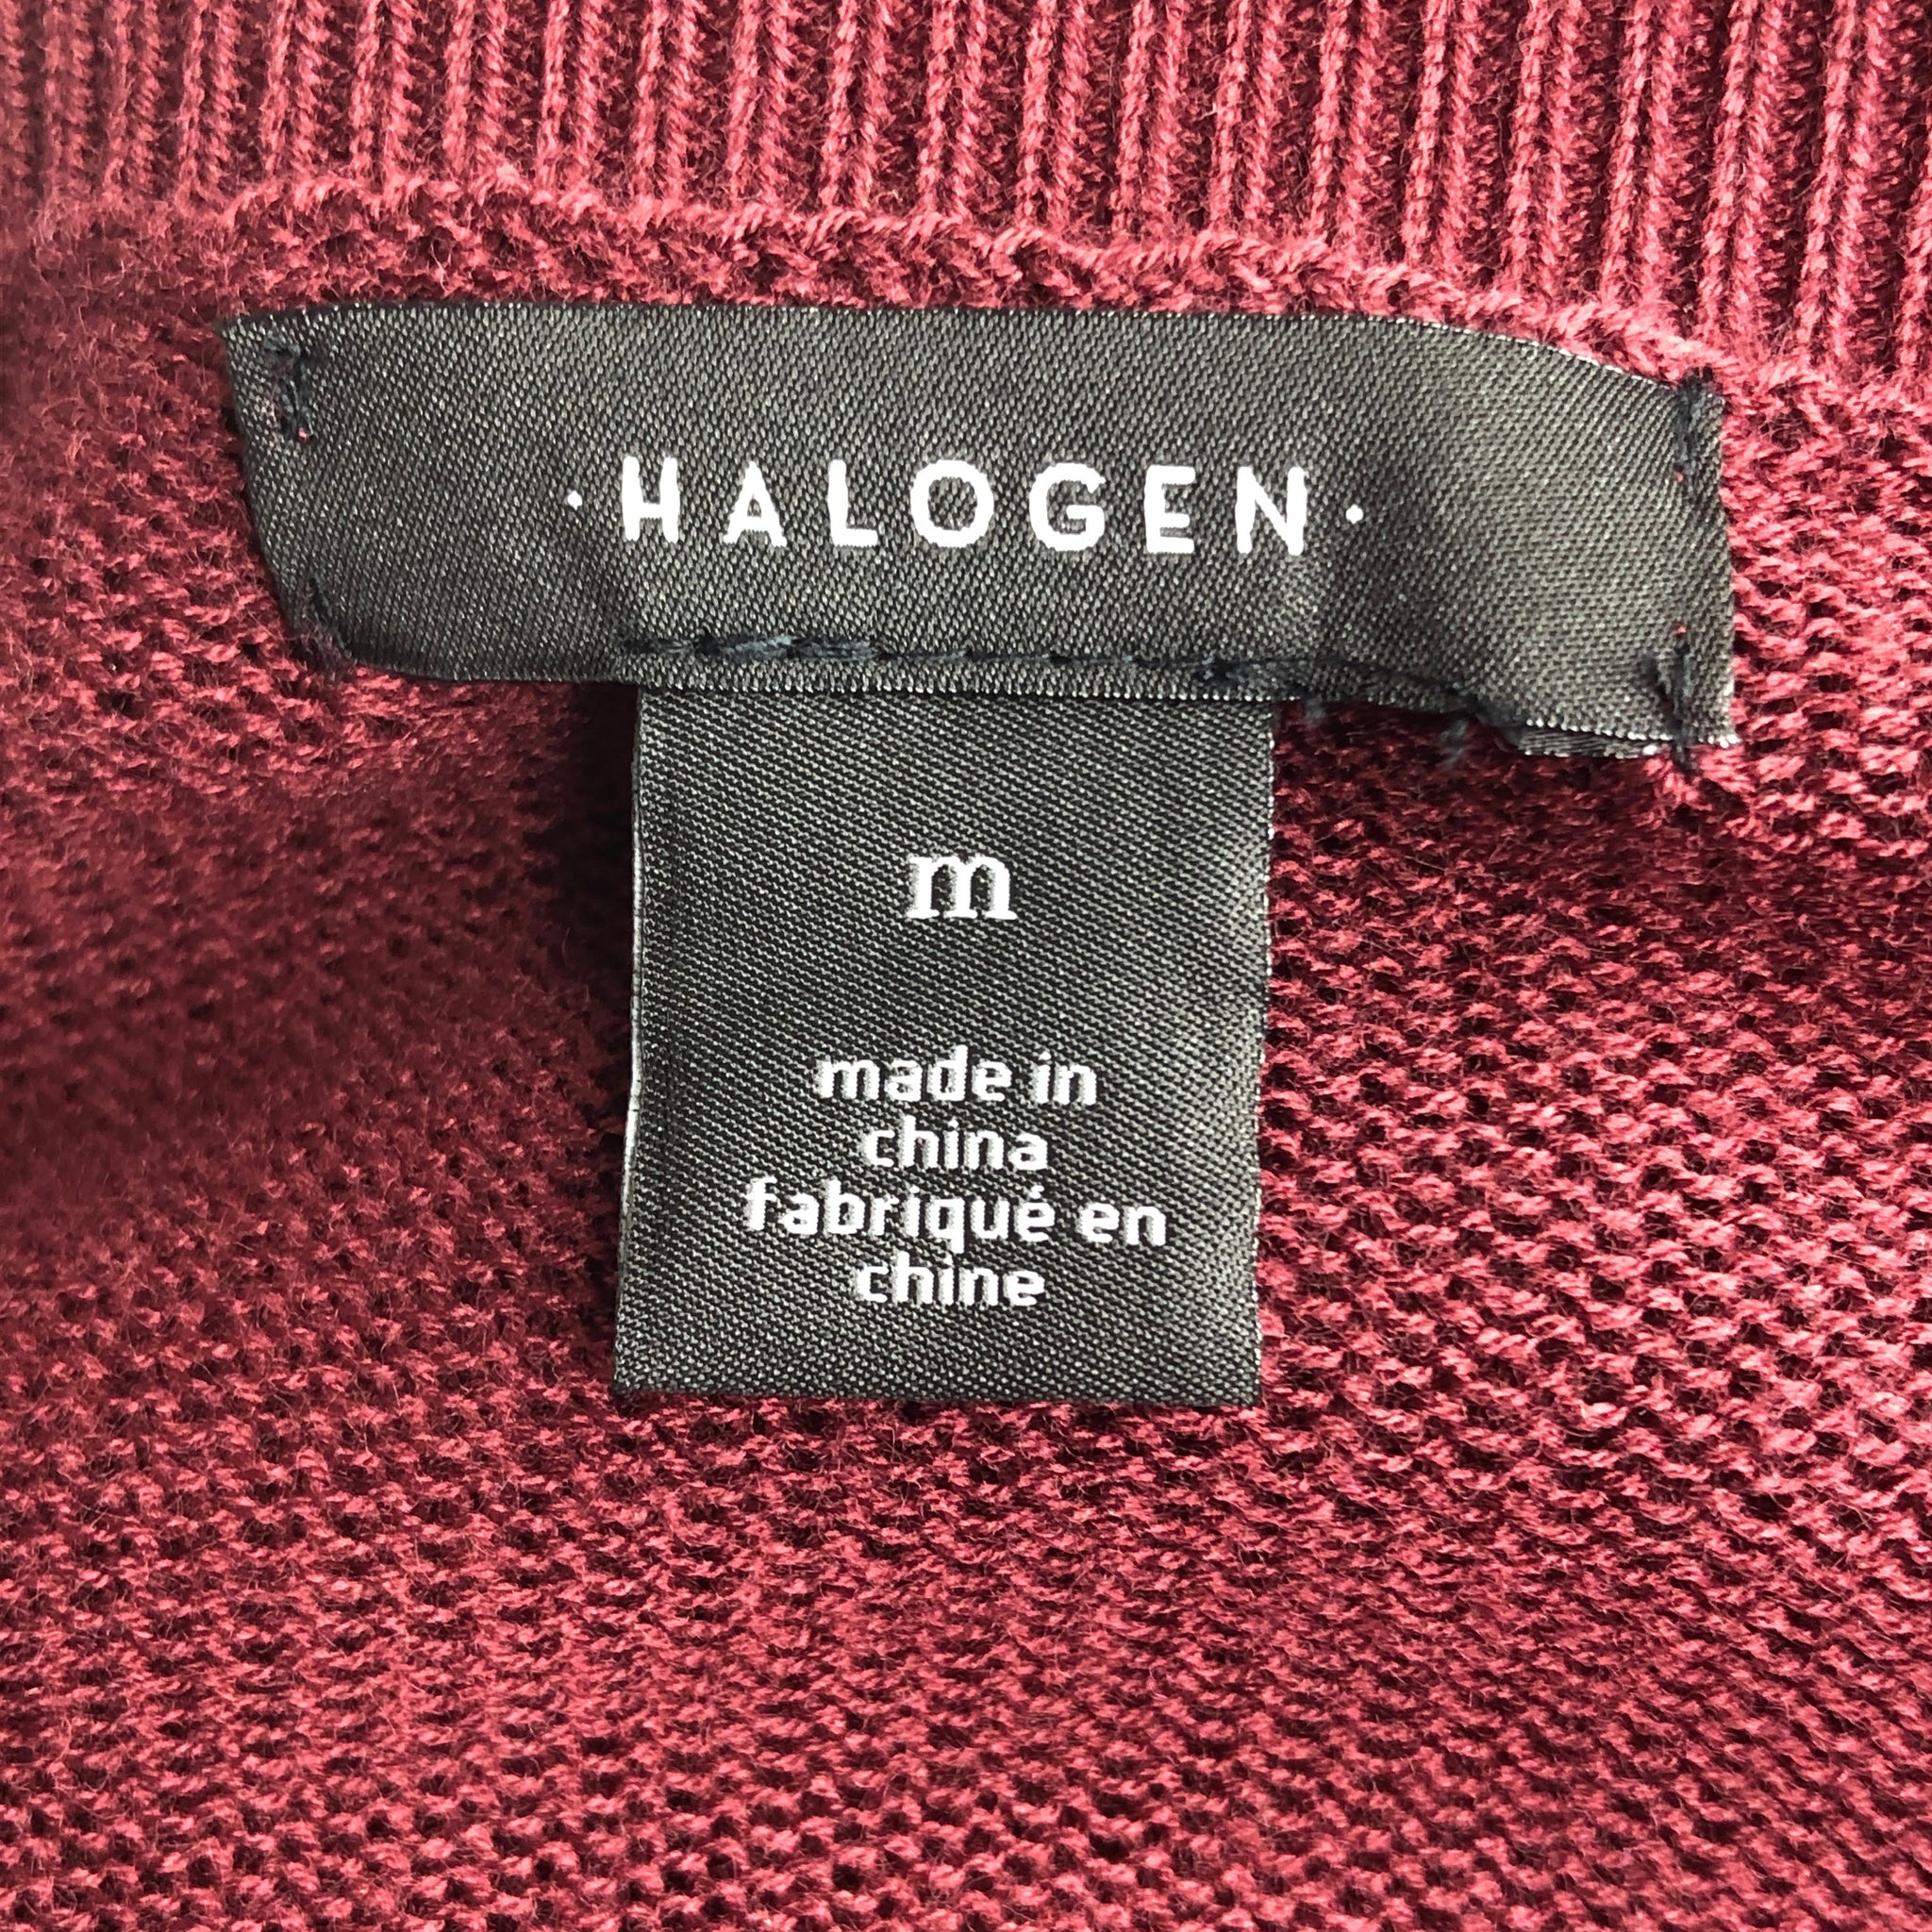 ·HALOGEN·
m
made in
china
fabriqué en
chine